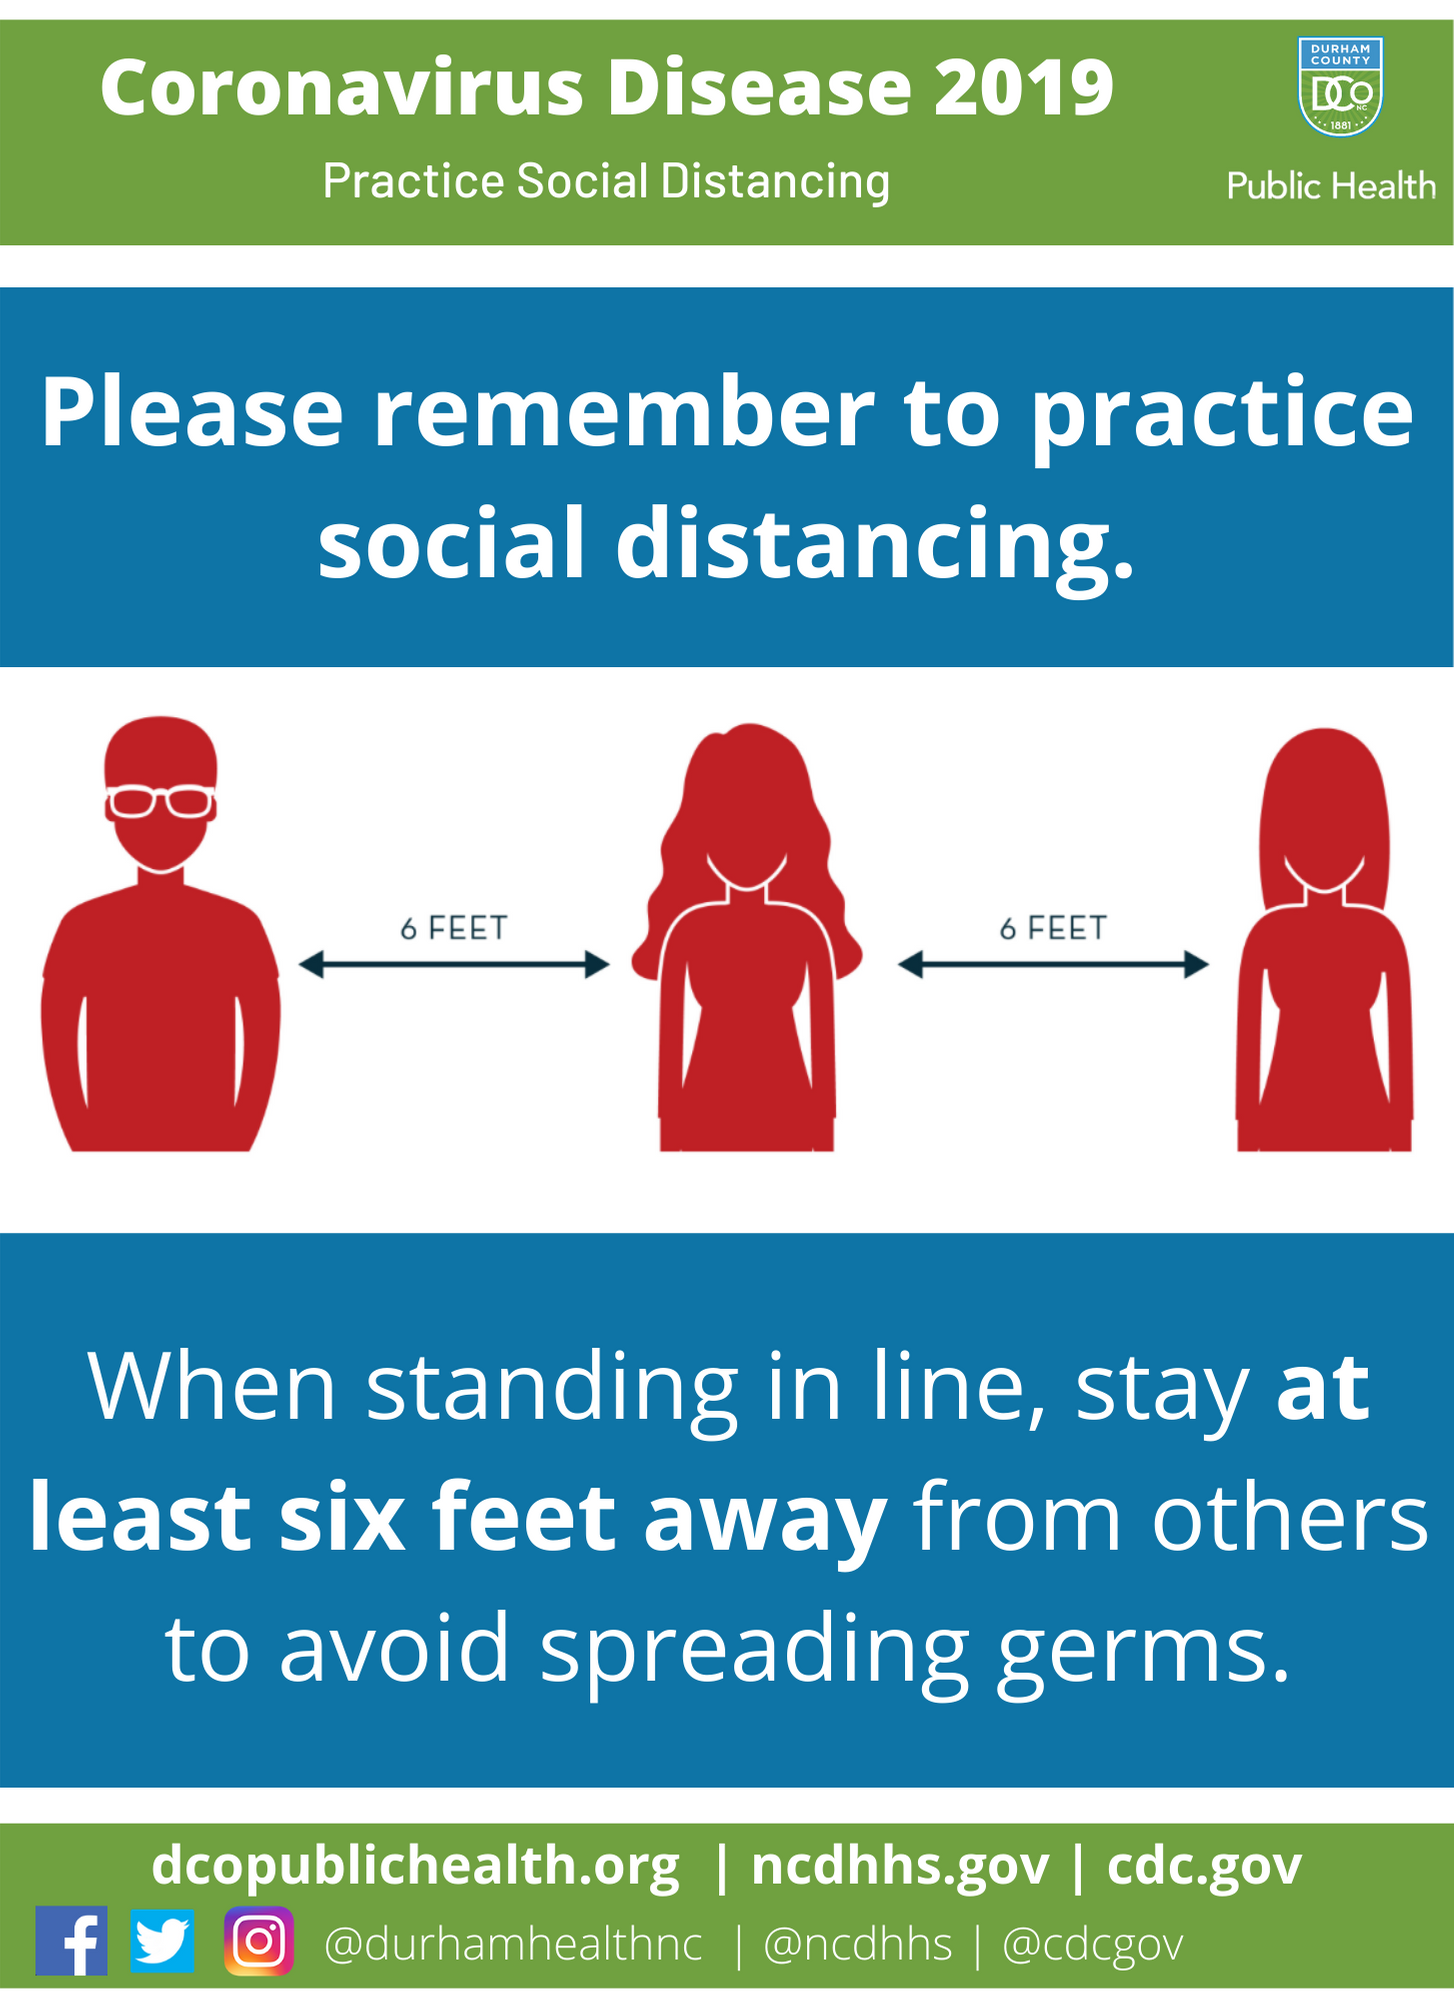 Coronavirus Disease 2019
Practice Social Distancing
DURHAM
COUNTY
DCo
NC
1881
Public Health
Please remember to practice
social distancing.
6 FEET
6 FEET
When standing in line, stay at
least six feet away from others
to avoid spreading germs.
dcopublichealth.org | ncdhhs.gov | cdc.gov
@durhamhealthnc | @ncdhhs | @cdcgov